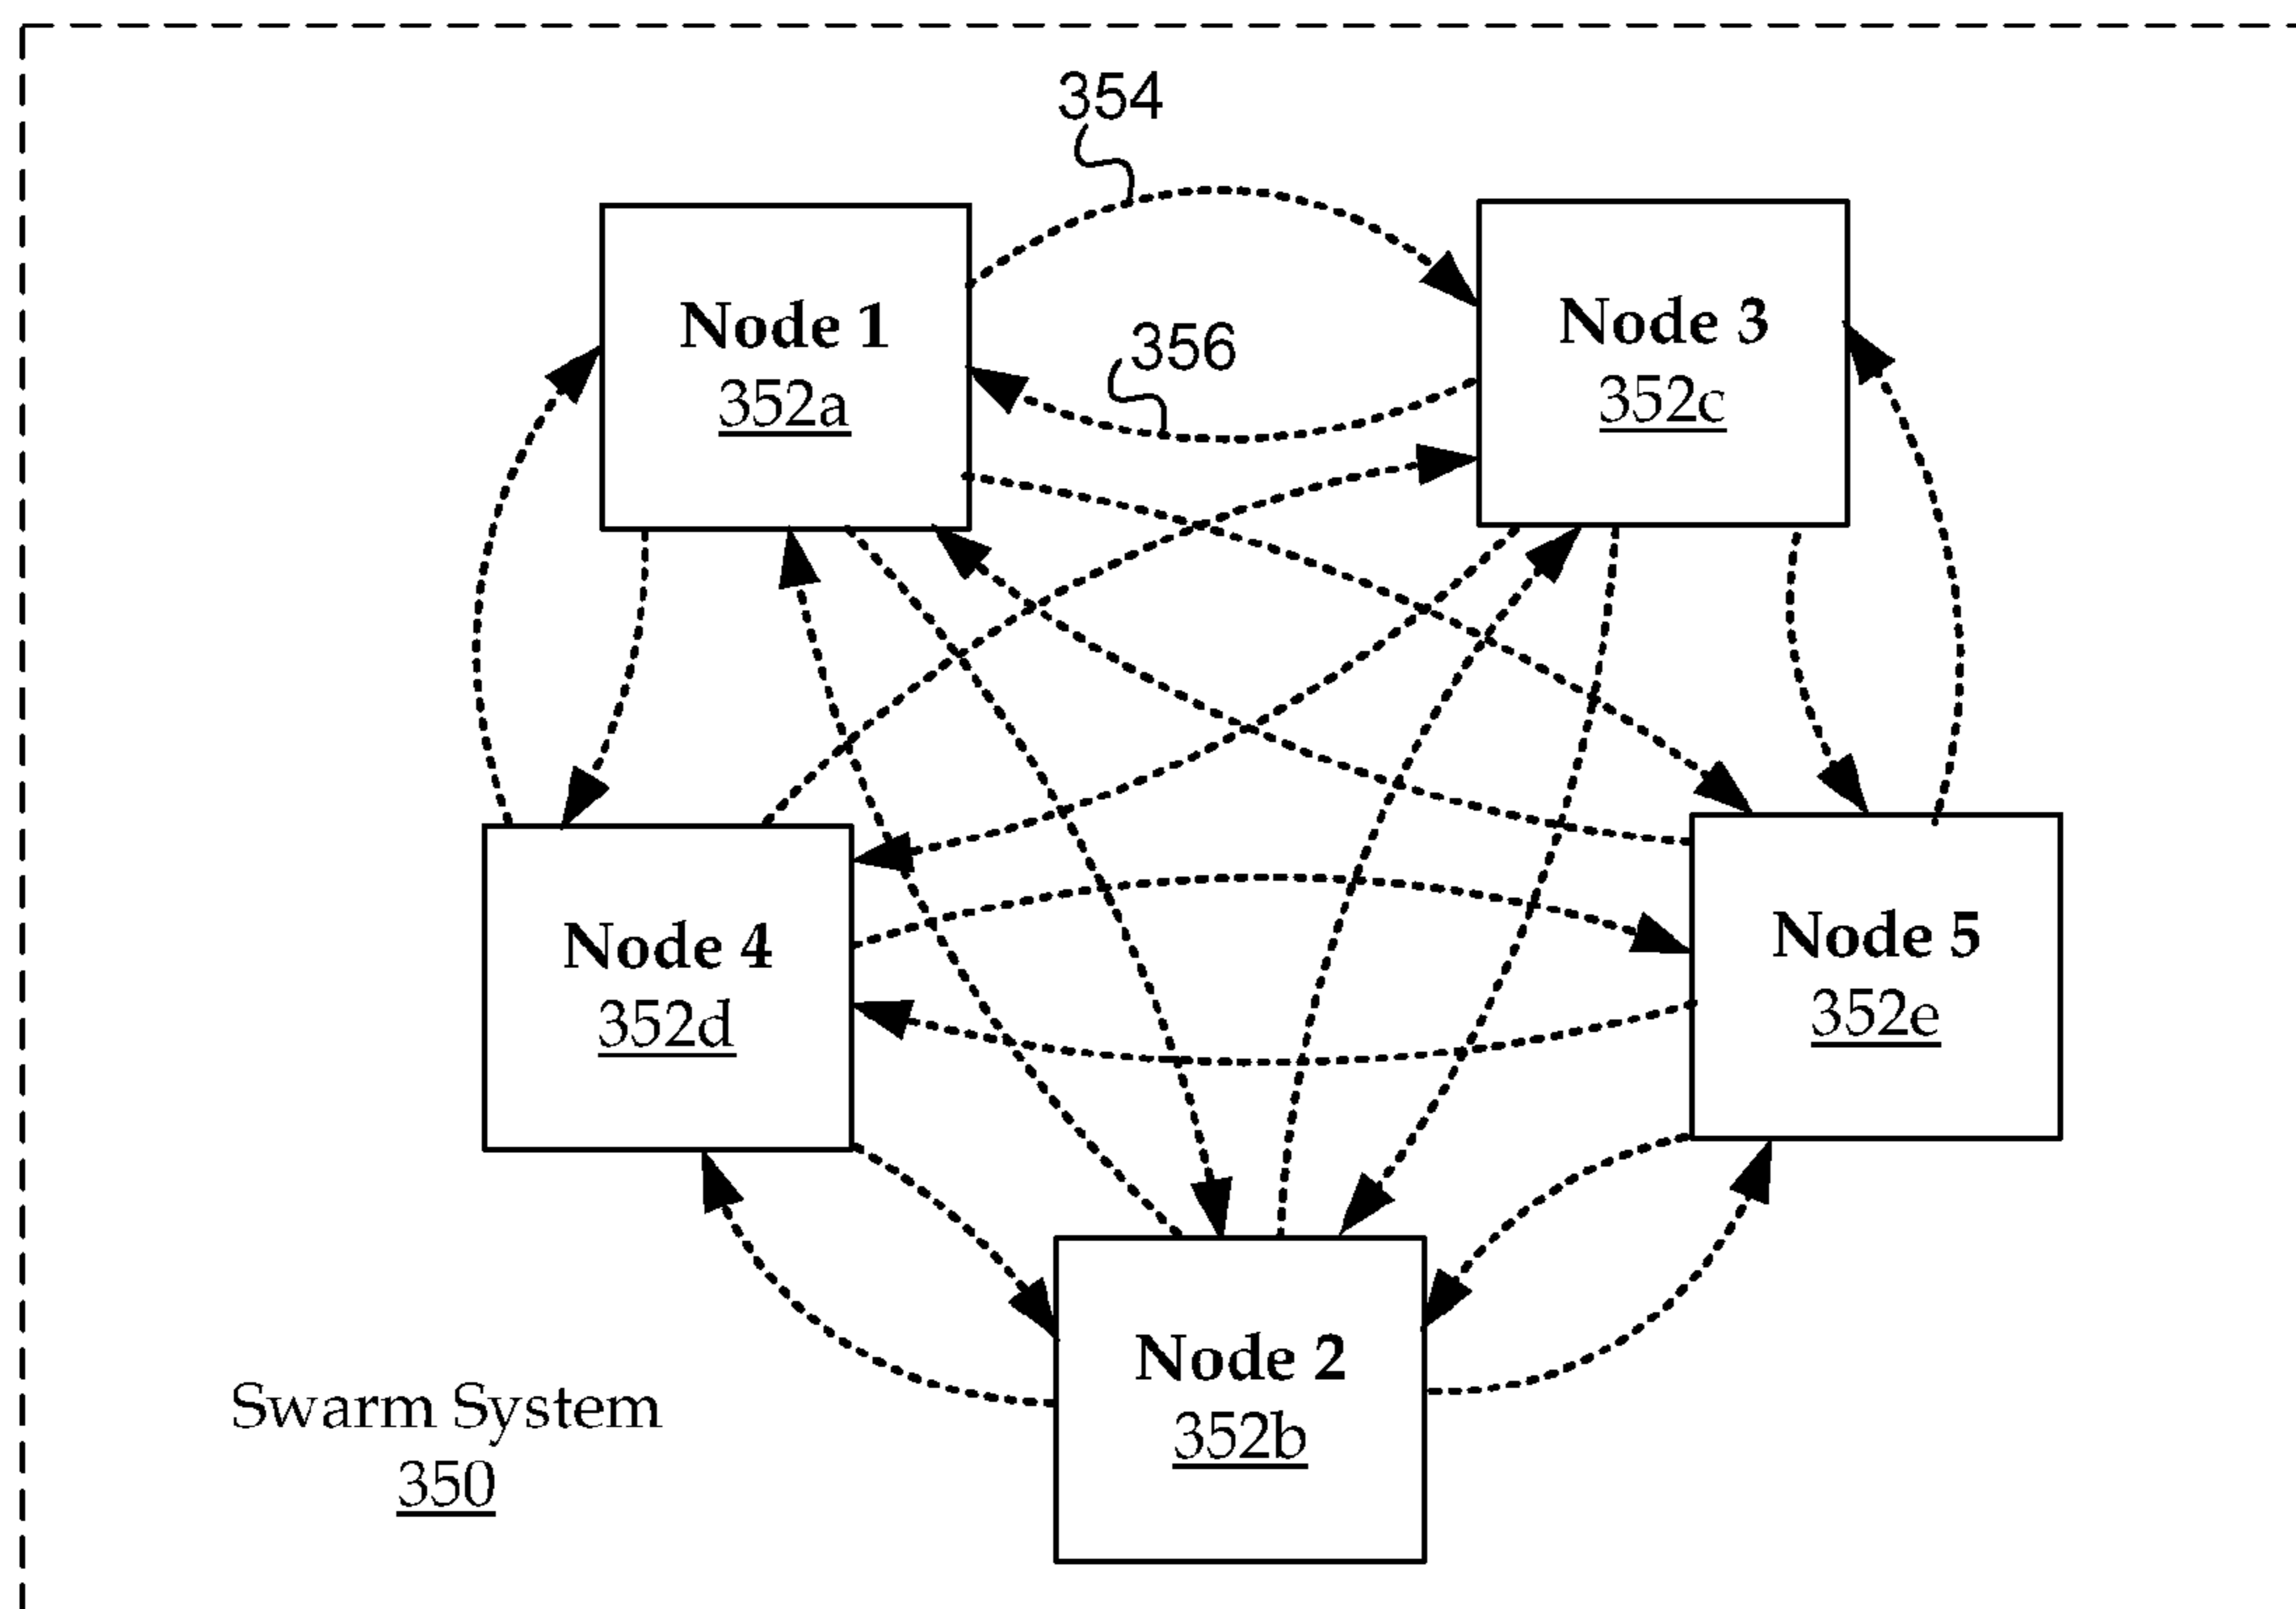 354
Node 1
352a
356
Node 3
352c
Node 4
352d
Node 5
352e
Node 2
352b
Swarm System
350